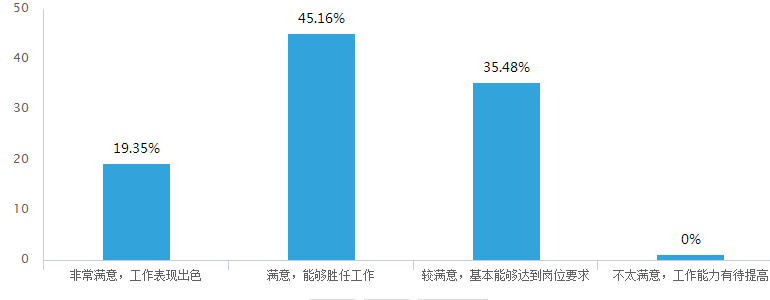 50
45.16%
40
35.48%
30
19.35%
20
10
0%
0
非常满意，工作表现出色
满意，能够胜任工作
较满意，基本能够达到岗位要求
不太满意，工作能力有待提高